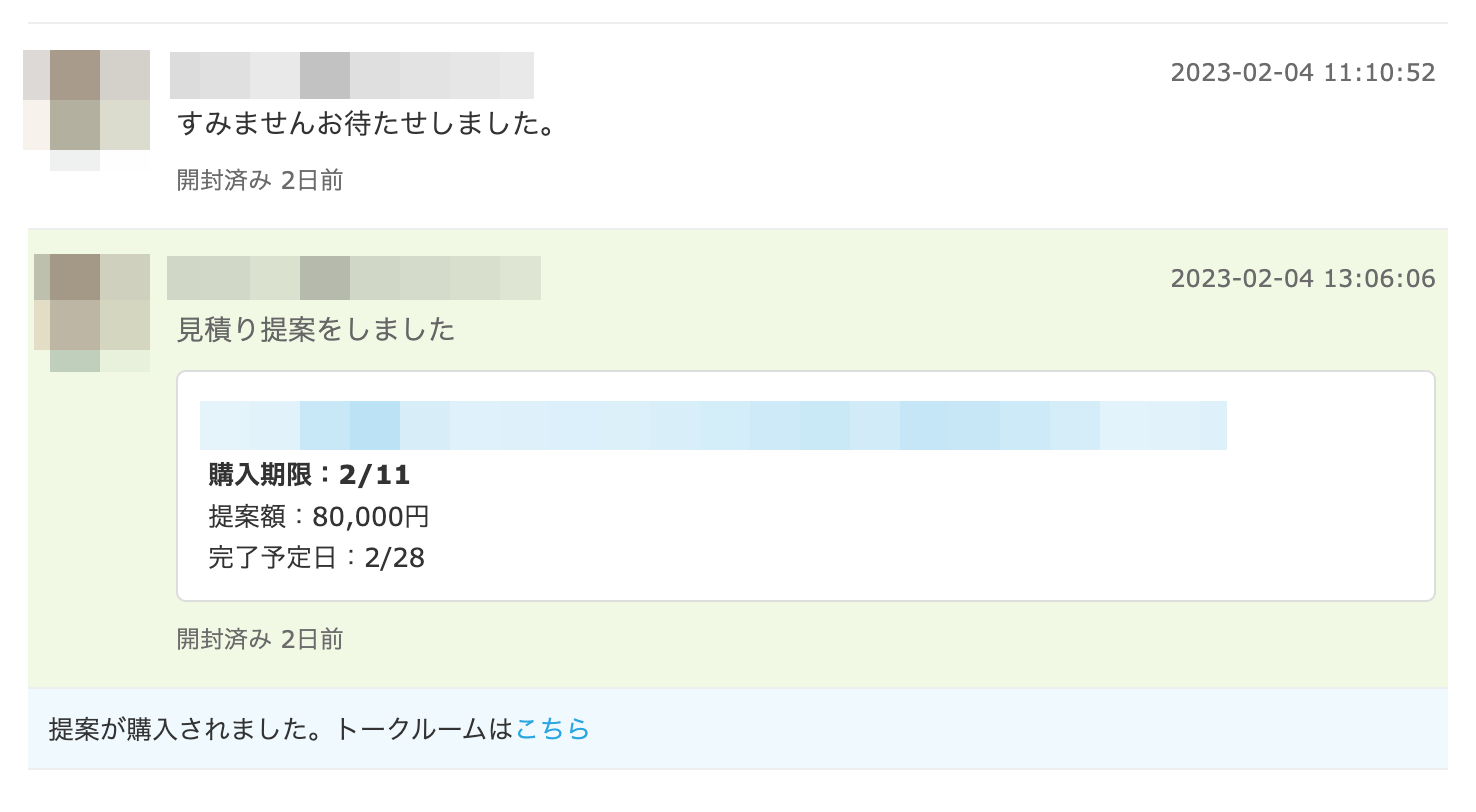 2023-02-04 11:10:52
すみませんお待たせしました。
開封済み 2日前
2023-02-04 13:06:06
見積り提案をしました
購入期限：2/11
提案額：80,000円
完了予定日：2/28
開封済み 2日前
提案が購入されました。トークルームはこちら